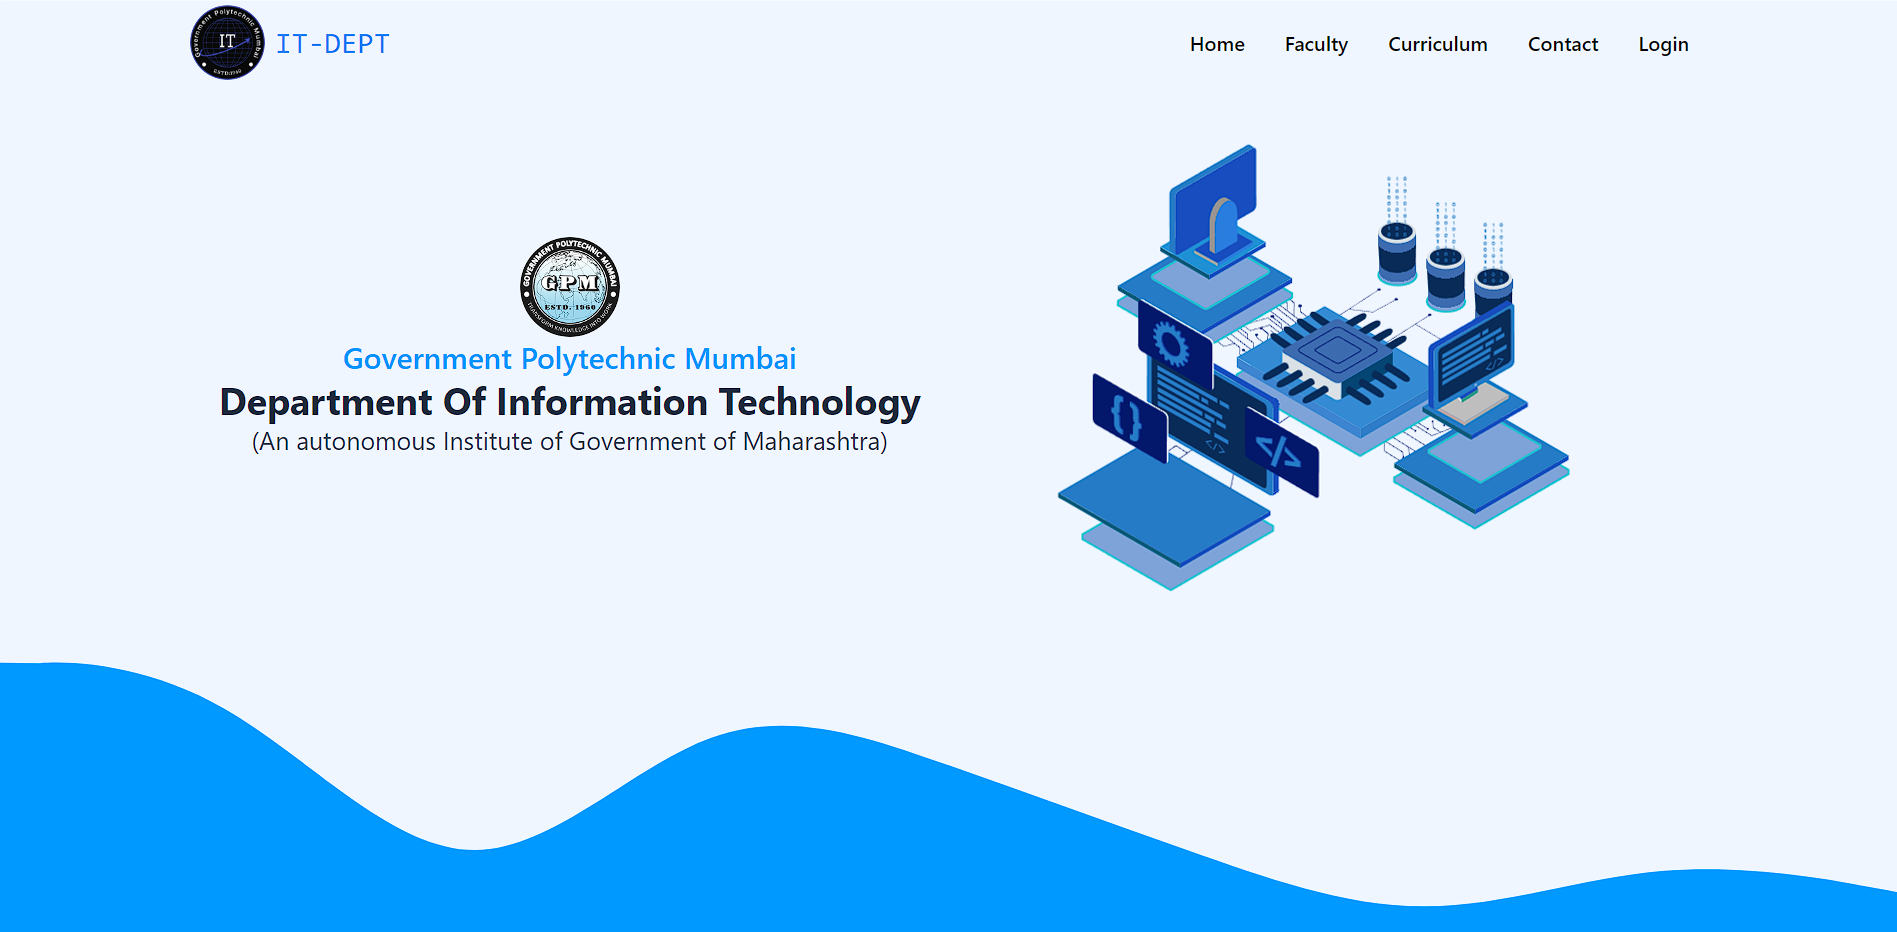 Government Polytechnic Mumbai
IT
ESTD:1960
IT-DEPT
Home
Faculty
Curriculum
Contact
Login
GOVERNMENT POLYTECHNIC MUMBAI
GPM
ESTD. 1960
TRANSFORM KNOWLEDGE INTO WORK
Government Polytechnic Mumbai
Department Of Information Technology
(An autonomous Institute of Government of Maharashtra)
{ }
</>
</>
</>